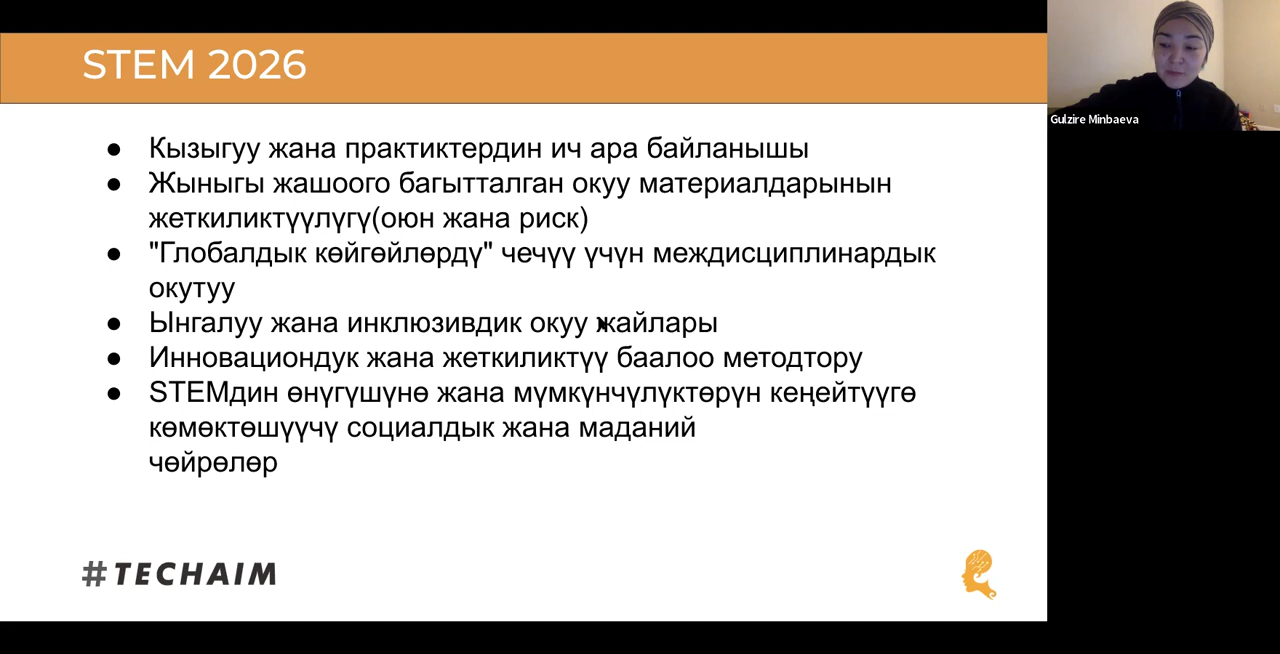 STEM 2026
Gulzire Minbaeva
● Кызыгуу жана практиктердин ич ара байланышы
● Жыныгы жашоого багытталган окуу материалдарынын
жеткиликтүүлүгү(оюн жана риск)
● "Глобалдык көйгөйлөрдү" чечүү үчүн междисциплинардык
окутуу
● Ынгалуу жана инклюзивдик окуу жайлары
● Инновациондук жана жеткиликтүү баалоо методтору
● STEMдин өнүгүшүнө жана мүмкүнчүлүктөрүн кеңейтүүгө
көмөктөшүүчү социалдык жана маданий
чөйрөлөр
#TECHAIM